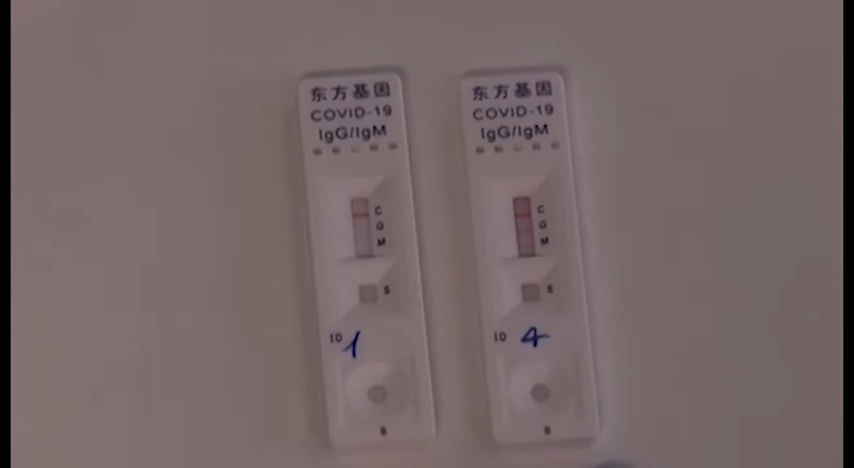 东方基因
COVID-19
IgG/IgM
C
G
M
S
ID 1
B
东方基因
COVID-19
IgG/IgM
C
G
M
S
ID 4
B